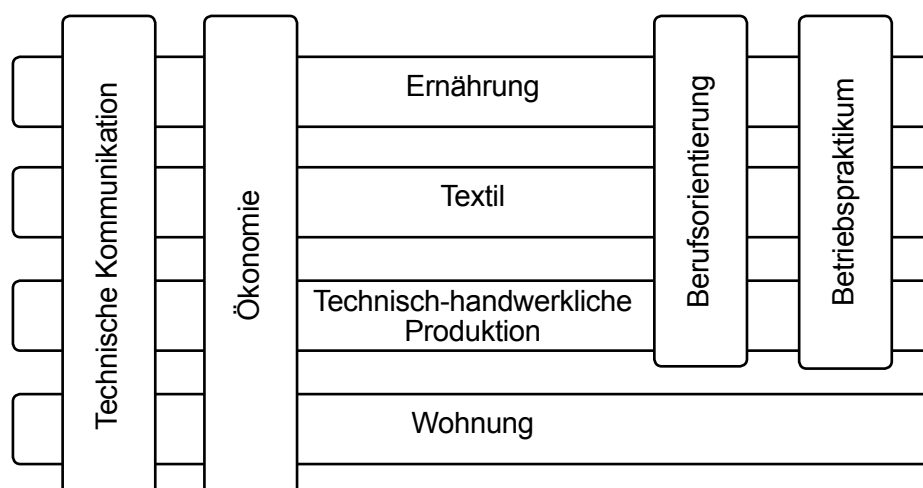 Technische Kommunikation
Ökonomie
Ernährung
Textil
Technisch-handwerkliche
Produktion
Wohnung
Berufsorientierung
Betriebspraktikum